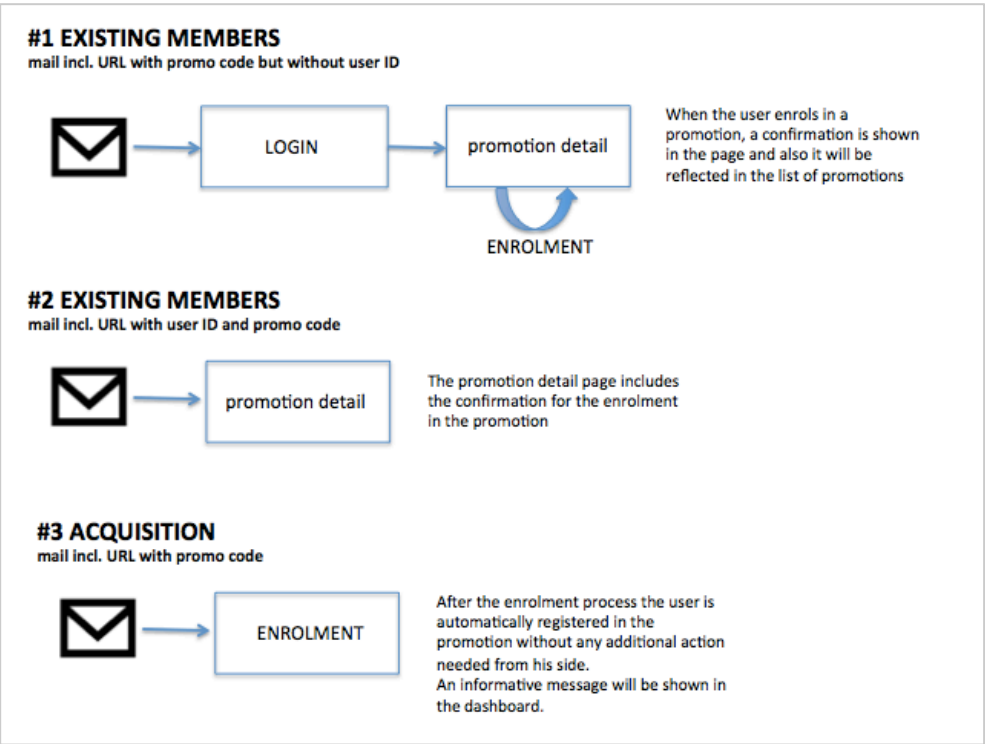 #1 EXISTING MEMBERS
mail incl. URL with promo code but without user ID
LOGIN
promotion detail
When the user enrols in a
promotion, a confirmation is shown
in the page and also it will be
reflected in the list of promotions
ENROLMENT
#2 EXISTING MEMBERS
mail incl. URL with user ID and promo code
promotion detail
The promotion detail page includes
the confirmation for the enrolment
in the promotion
#3 ACQUISITION
mail incl. URL with promo code
ENROLMENT
After the enrolment process the user is
automatically registered in the
promotion without any additional action
needed from his side.
An informative message will be shown in
the dashboard.